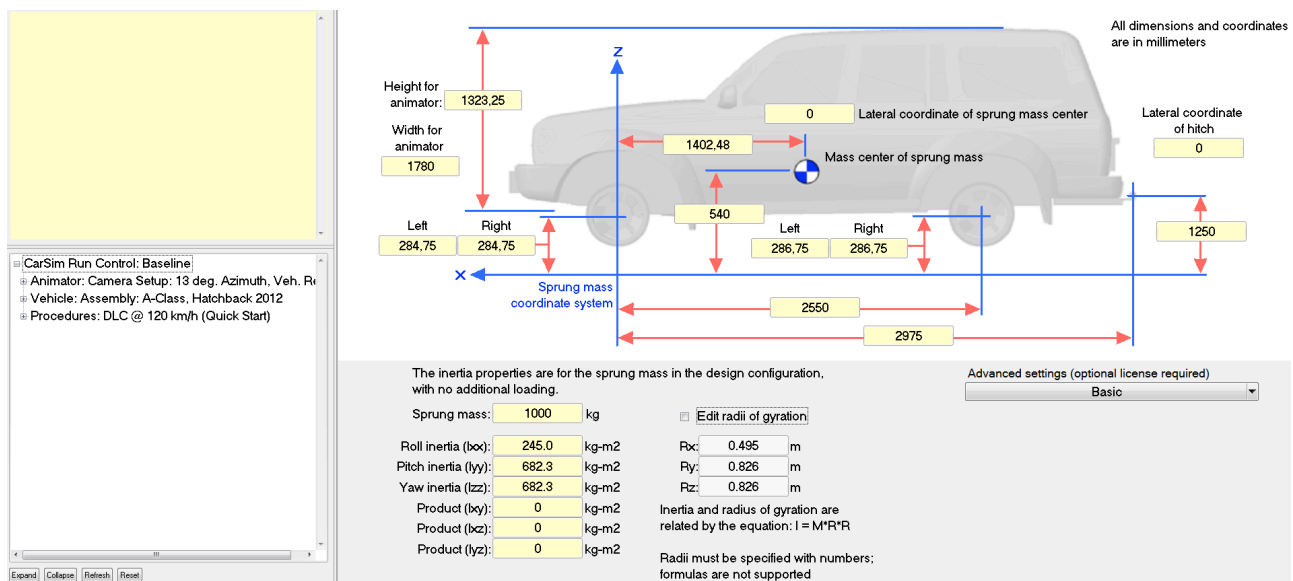 CarSim Run Control: Baseline
Animator: Camera Setup: 13 deg. Azimuth, Veh. Re
Vehicle: Assembly: A-Class, Hatchback 2012
Procedures: DLC @ 120 km/h (Quick Start)
Expand Collapse Refresh Reset
All dimensions and coordinates
are in millimeters
Z
Height for
animator:
1323,25
Width for
animator
1780
0 Lateral coordinate of sprung mass center
Lateral coordinate
of hitch
0
1402,48
Mass center of sprung mass
540
Left Right
284,75 284,75
Left Right
286,75 286,75
1250
X
Sprung mass
coordinate system
2550
2975
The inertia properties are for the sprung mass in the design configuration,
with no additional loading.
Advanced settings (optional license required)
Basic
Sprung mass: 1000 kg
Edit radii of gyration
Roll inertia (Ixx): 245.0 kg-m2
Rx: 0.495 m
Pitch inertia (Iyy): 682.3 kg-m2
Ry: 0.826 m
Yaw inertia (Izz): 682.3 kg-m2
Rz: 0.826 m
Product (Ixy): 0 kg-m2
Product (Ixz): 0 kg-m2
Product (Iyz): 0 kg-m2
Inertia and radius of gyration are
related by the equation: I = M*R*R
Radii must be specified with numbers;
formulas are not supported